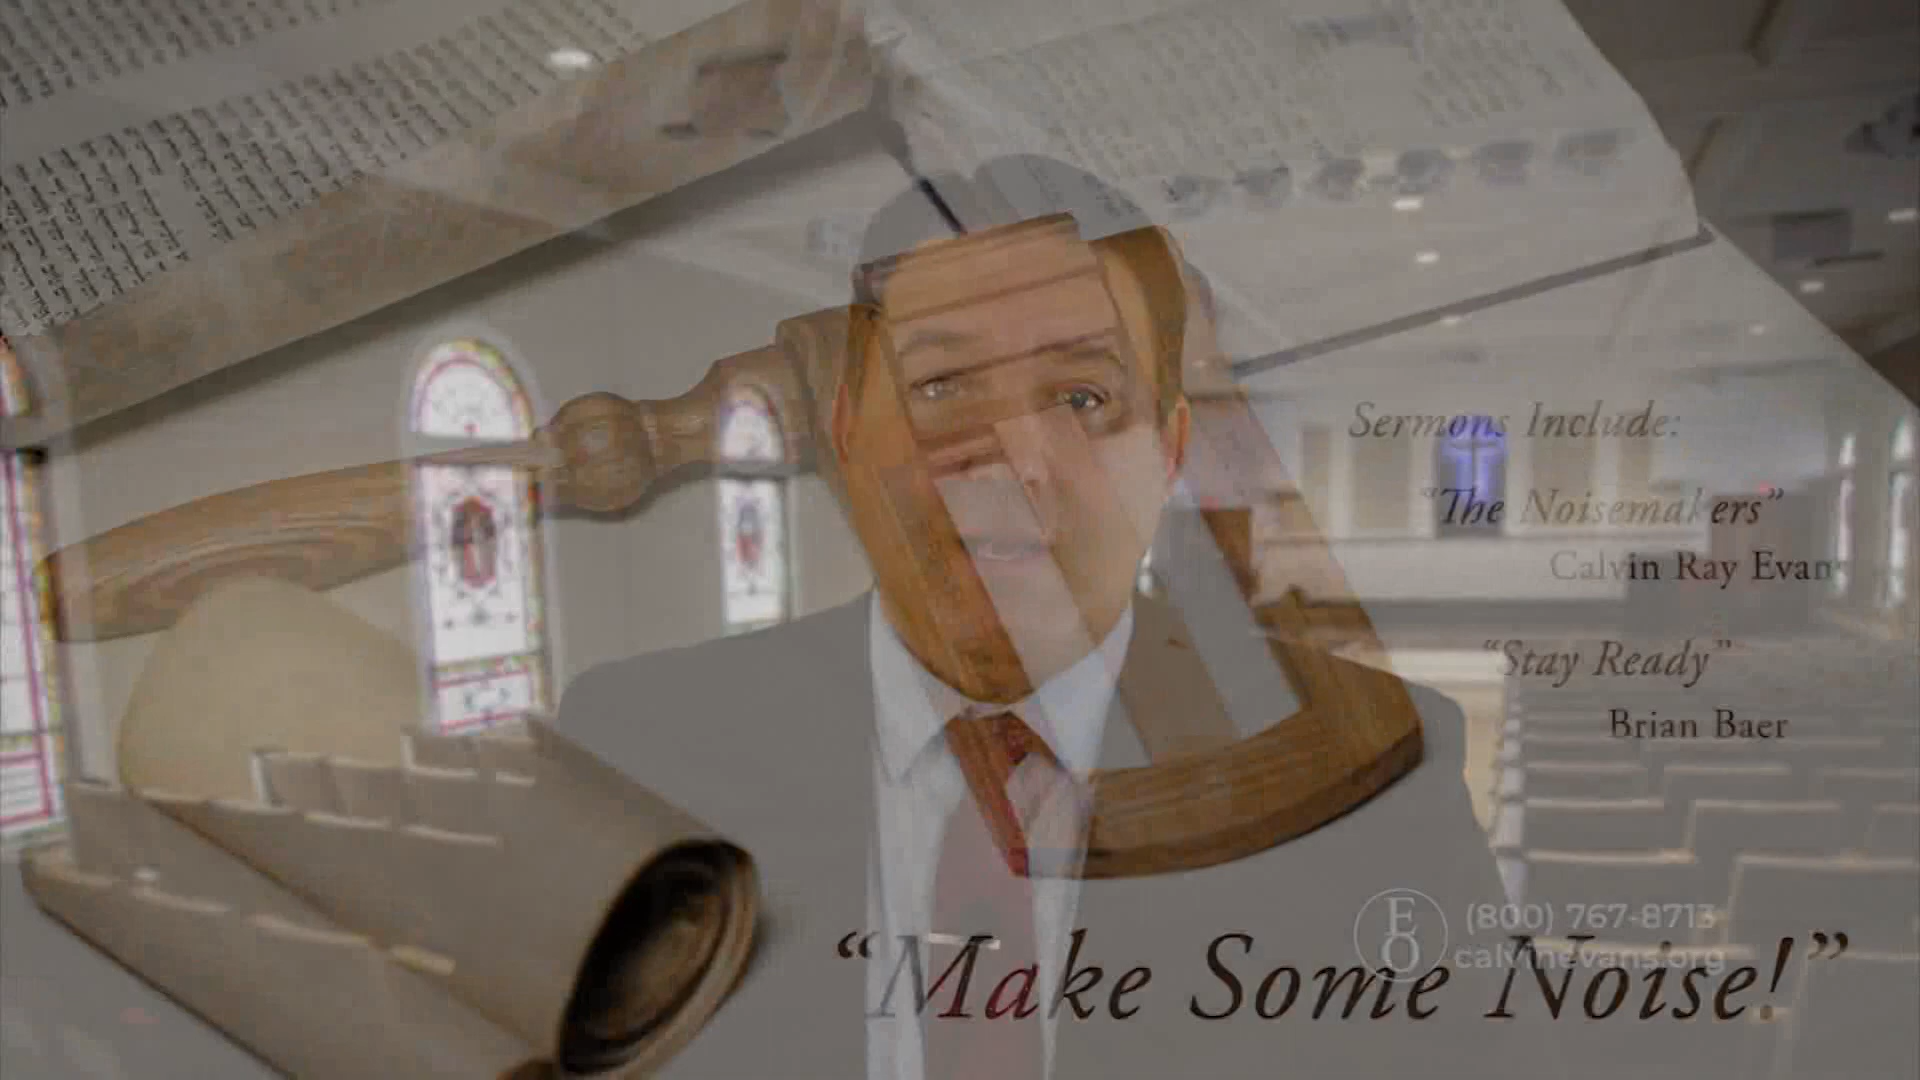 Sermons Include:
“The Noisemakers”
Calvin Ray Evans
“Stay Ready”
Brian Baer
EO
(800) 767-8713
calvinevans.org
“Make Some Noise!”